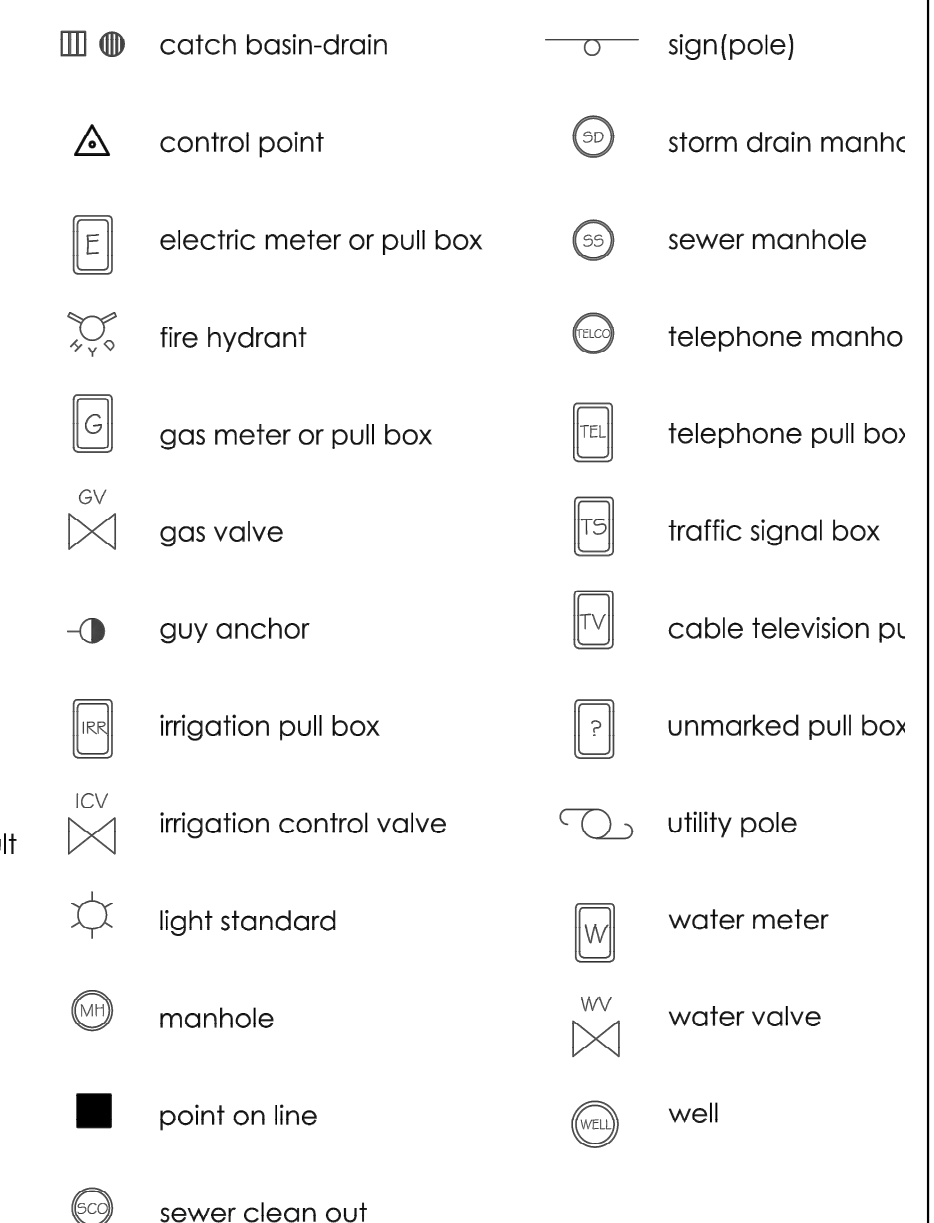 catch basin-drain
control point
E
electric meter or pull box
HYD
fire hydrant
G
gas meter or pull box
GV
gas valve
guy anchor
IRR
irrigation pull box
ICV
irrigation control valve
ult
light standard
MH
manhole
point on line
SCO
sewer clean out
sign(pole)
SD
storm drain manho
SS
sewer manhole
TELCO
telephone manho
TEL
telephone pull box
TS
traffic signal box
TV
cable television pu
?
unmarked pull box
utility pole
W
water meter
WV
water valve
WELL
well